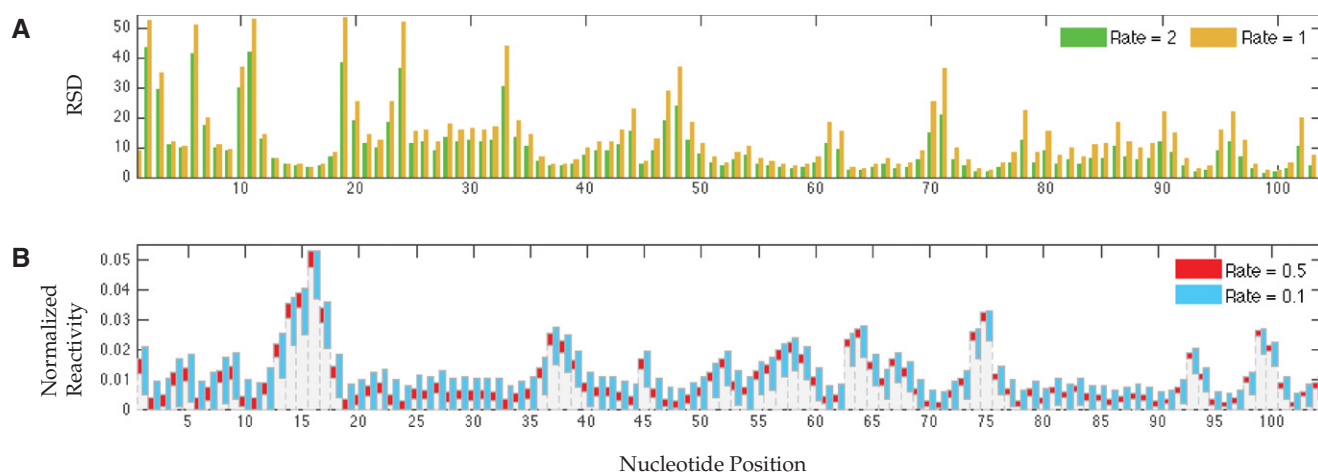 A
RSD
50
40
30
20
10
0
Rate = 2
Rate = 1
10 20 30 40 50 60 70 80 90 100
B
Normalized
Reactivity
0.05
0.04
0.03
0.02
0.01
0
Rate = 0.5
Rate = 0.1
5 10 15 20 25 30 35 40 45 50 55 60 65 70 75 80 85 90 95 100
Nucleotide Position